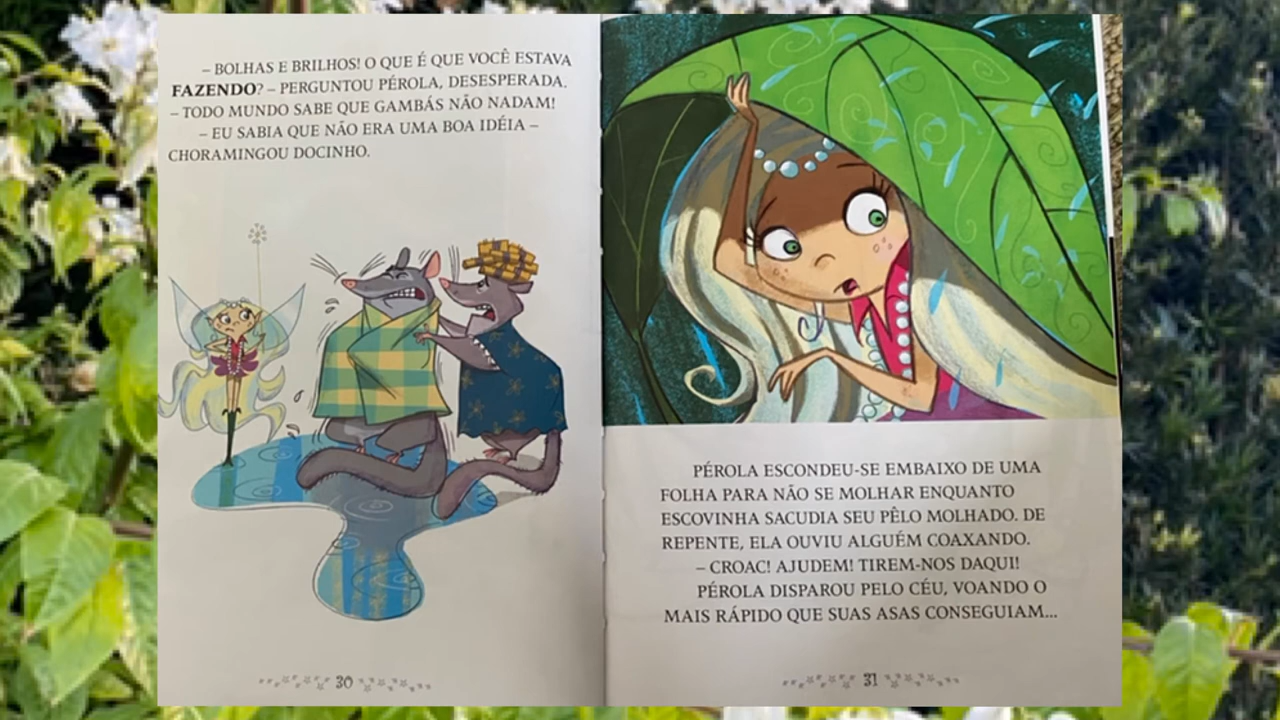 – BOLHAS E BRILHOS! O QUE É QUE VOCÊ ESTAVA
FAZENDO? – PERGUNTOU PÉROLA, DESESPERADA.
– TODO MUNDO SABE QUE GAMBÁS NÃO NADAM!
– EU SABIA QUE NÃO ERA UMA BOA IDÉIA –
CHORAMINGOU DOCINHO.
30
PÉROLA ESCONDEU-SE EMBAIXO DE UMA
FOLHA PARA NÃO SE MOLHAR ENQUANTO
ESCOVINHA SACUDIA SEU PÊLO MOLHADO. DE
REPENTE, ELA OUVIU ALGUÉM COAXANDO.
– CROAC! AJUDEM! TIREM-NOS DAQUI!
PÉROLA DISPAROU PELO CÉU, VOANDO O
MAIS RÁPIDO QUE SUAS ASAS CONSEGUIAM...
31